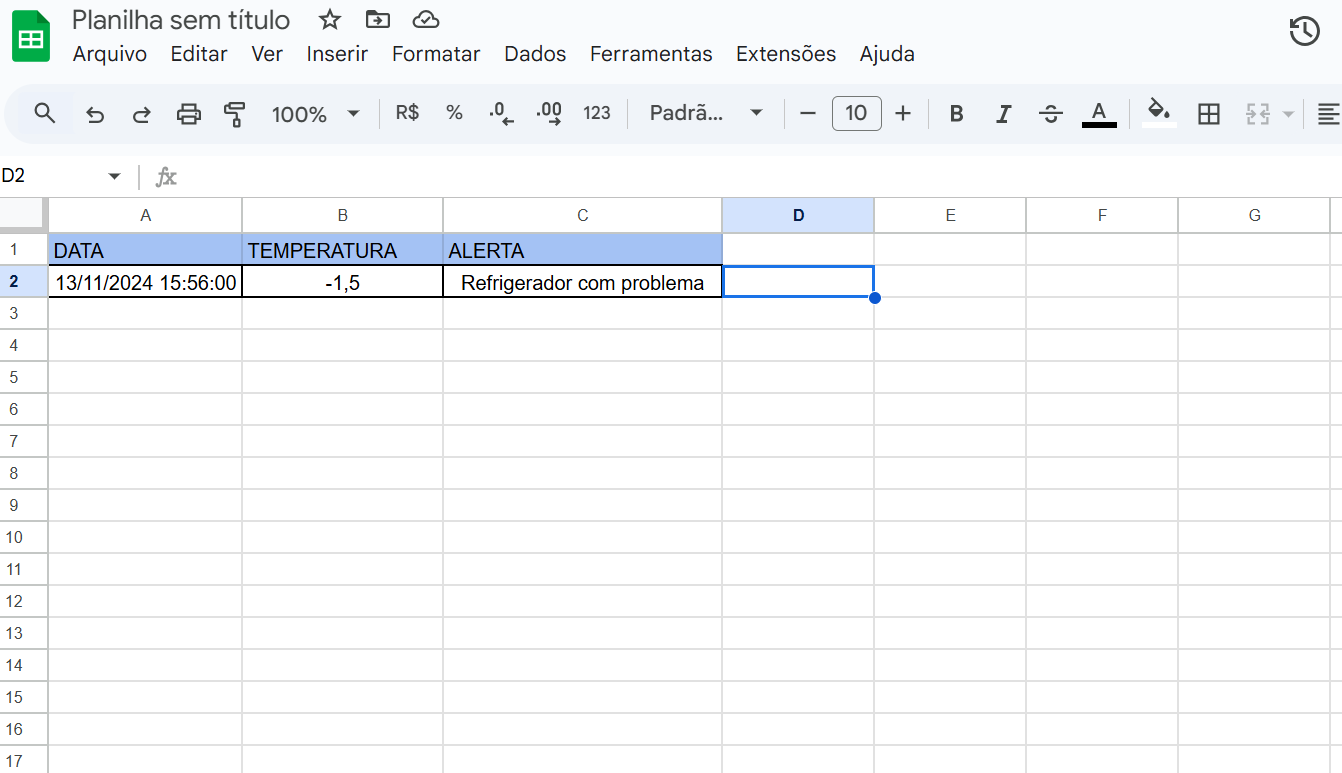 Planilha sem título
Arquivo Editar Ver Inserir Formatar Dados Ferramentas Extensões Ajuda
100% R$ % .0 .00 123 Padrã... 10 B I S A
D2 fx
A B C D E F G
1 DATA TEMPERATURA ALERTA
2 13/11/2024 15:56:00 -1,5 Refrigerador com problema
3
4
5
6
7
8
9
10
11
12
13
14
15
16
17